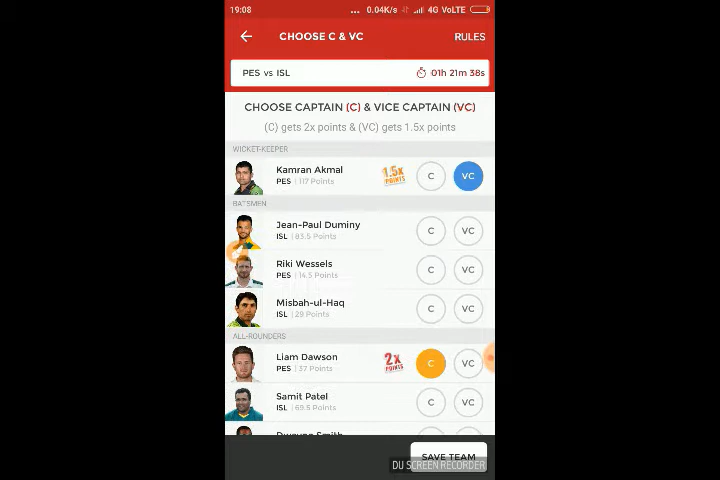 19:08 ... 0.04K/s 4G VoLTE
CHOOSE C & VC RULES
PES vs ISL 01h 21m 38s
CHOOSE CAPTAIN (C) & VICE CAPTAIN (VC)
(C) gets 2x points & (VC) gets 1.5x points
WICKET-KEEPER
Kamran Akmal 1.5x POINTS C VC
PES | 117 Points
BATSMEN
Jean-Paul Duminy C VC
ISL | 83.5 Points
Riki Wessels C VC
PES | 14.5 Points
Misbah-ul-Haq C VC
ISL | 29 Points
ALL-ROUNDERS
Liam Dawson 2x POINTS C VC
PES | 37 Points
Samit Patel C VC
ISL | 69.5 Points
Dwayne Smith
SAVE TEAM
DU SCREEN RECORDER